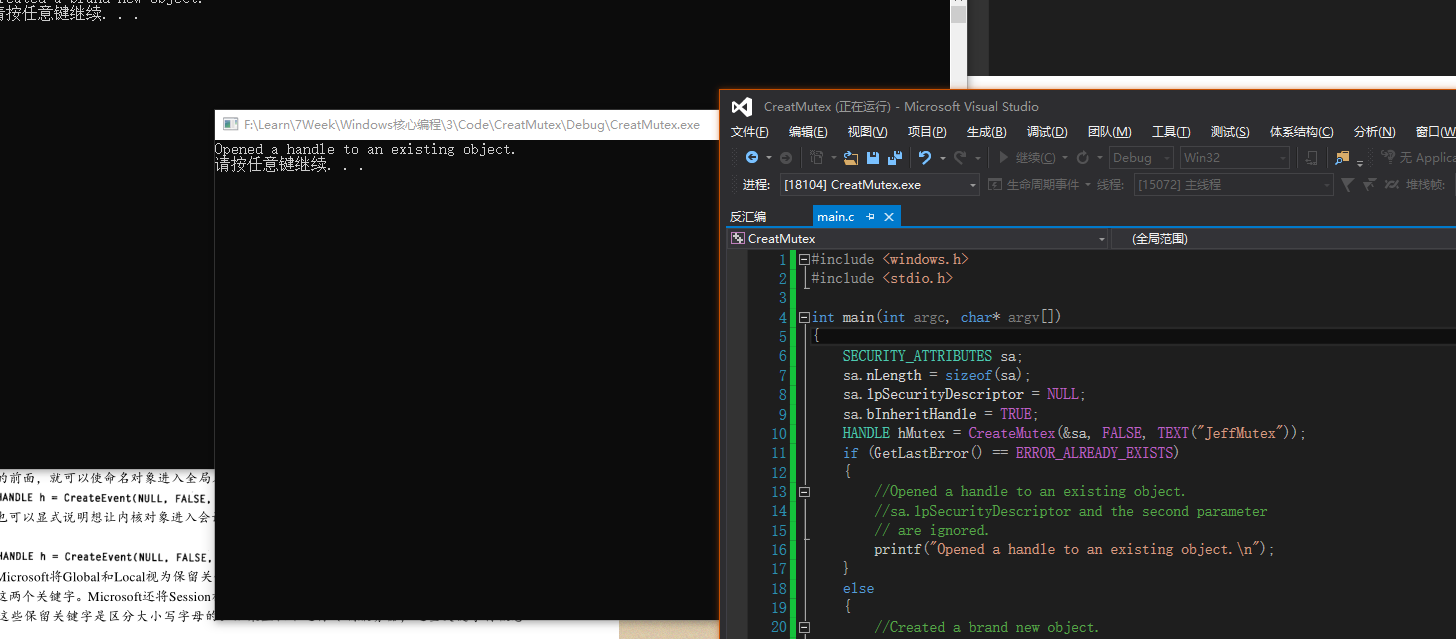 created a brand new object.
请按任意键继续. . .
F:\Learn\7Week\Windows核心编程\3\Code\CreatMutex\Debug\CreatMutex.exe
Opened a handle to an existing object.
请按任意键继续. . .
的前面，就可以使命名对象进入全局
HANDLE h = CreateEvent(NULL, FALSE,
也可以显式说明想让内核对象进入会
HANDLE h = CreateEvent(NULL, FALSE,
Microsoft将Global和Local视为保留关
这两个关键字。Microsoft还将Session
这些保留关键字是区分大小写字母的
CreatMutex (正在运行) - Microsoft Visual Studio
文件(F) 编辑(E) 视图(V) 项目(P) 生成(B) 调试(D) 团队(M) 工具(T) 测试(S) 体系结构(C) 分析(N) 窗口(W
继续(C) Debug Win32 无 Applica
进程: [18104] CreatMutex.exe 生命周期事件 线程: [15072] 主线程 堆栈帧:
反汇编 main.c
CreatMutex (全局范围)
1 #include <windows.h>
2 #include <stdio.h>
3
4 int main(int argc, char* argv[])
5 {
6 SECURITY_ATTRIBUTES sa;
7 sa.nLength = sizeof(sa);
8 sa.lpSecurityDescriptor = NULL;
9 sa.bInheritHandle = TRUE;
10 HANDLE hMutex = CreateMutex(&sa, FALSE, TEXT("JeffMutex"));
11 if (GetLastError() == ERROR_ALREADY_EXISTS)
12 {
13 //Opened a handle to an existing object.
14 //sa.lpSecurityDescriptor and the second parameter
15 // are ignored.
16 printf("Opened a handle to an existing object.\n");
17 }
18 else
19 {
20 //Created a brand new object.